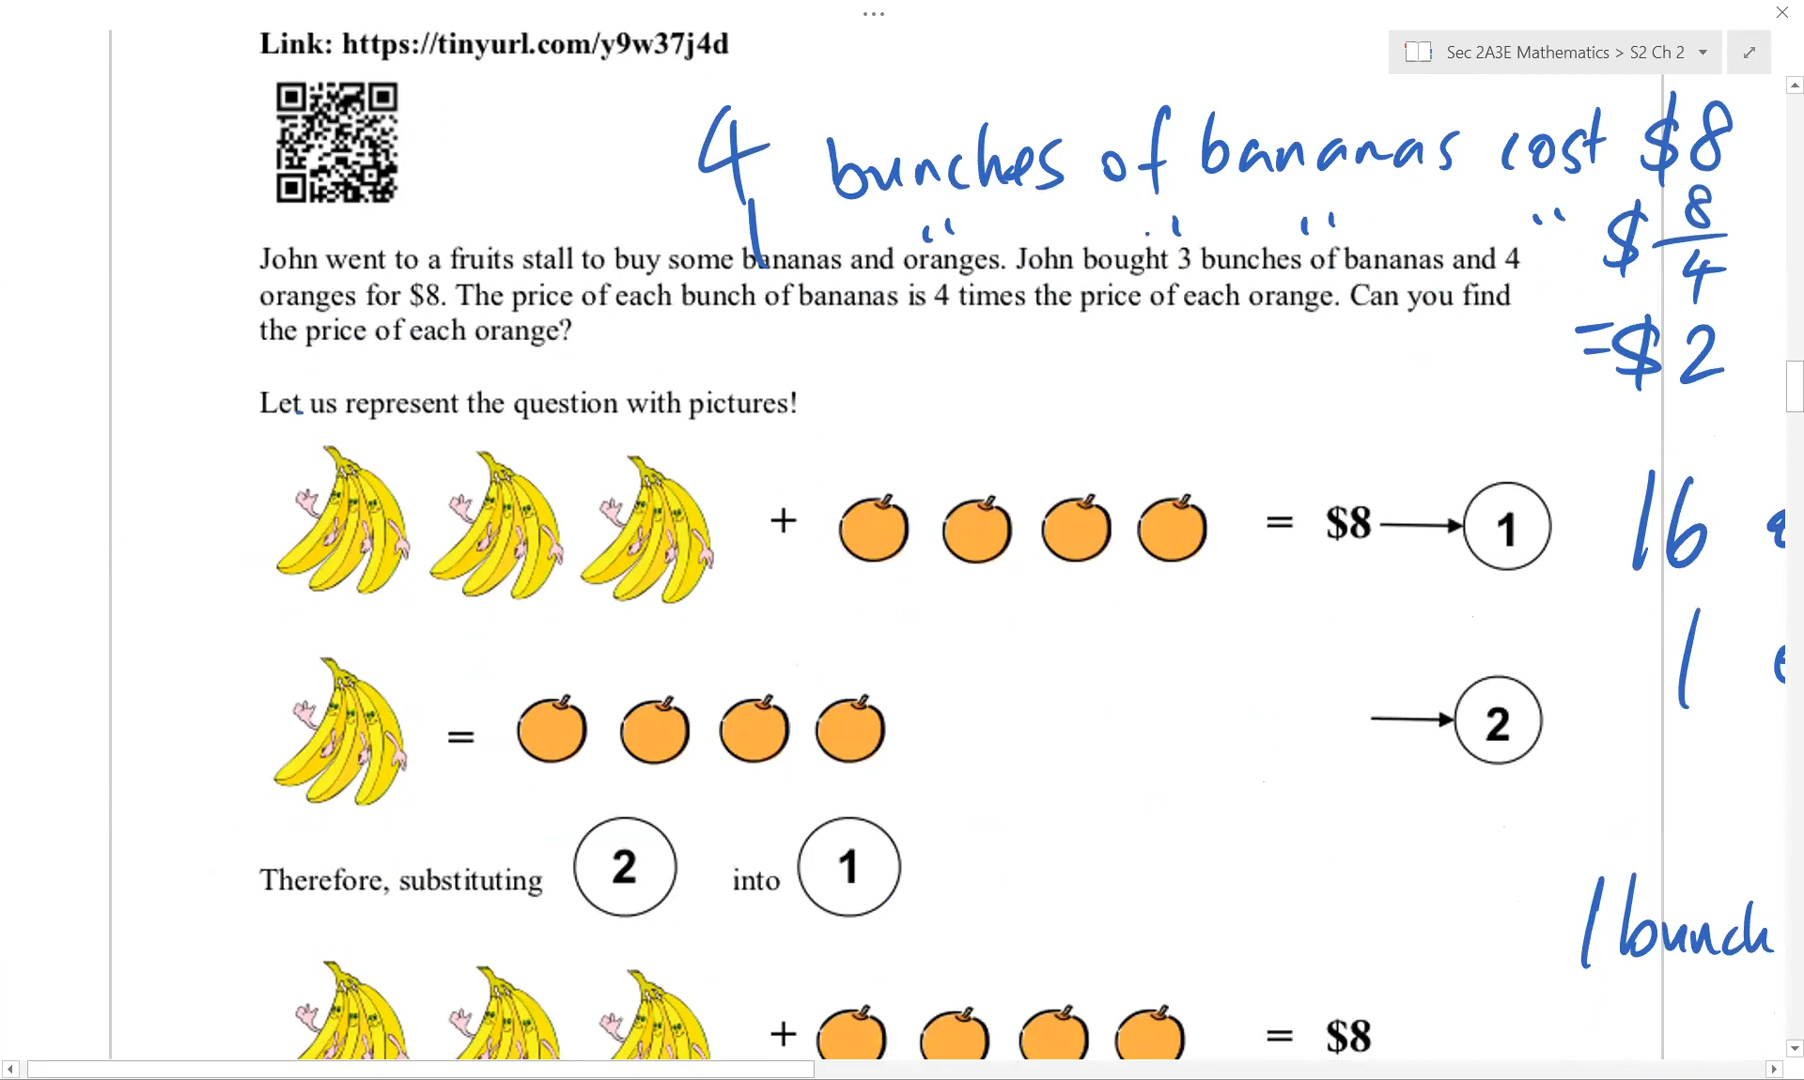 Link: https://tinyurl.com/y9w37j4d
Sec 2A3E Mathematics > S2 Ch 2
4 bunches of bananas cost $8
1 " " " " $ 8/4
= $2
John went to a fruits stall to buy some bananas and oranges. John bought 3 bunches of bananas and 4
oranges for $8. The price of each bunch of bananas is 4 times the price of each orange. Can you find
the price of each orange?
Let us represent the question with pictures!
+ = $8 1
16
= 2
1
Therefore, substituting 2 into 1
1 bunch
+ = $8